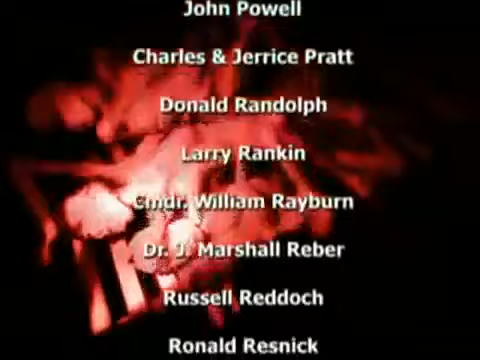 John Powell
Charles & Jerrice Pratt
Donald Randolph
Larry Rankin
Cmdr. William Rayburn
Dr. J. Marshall Reber
Russell Reddoch
Ronald Resnick